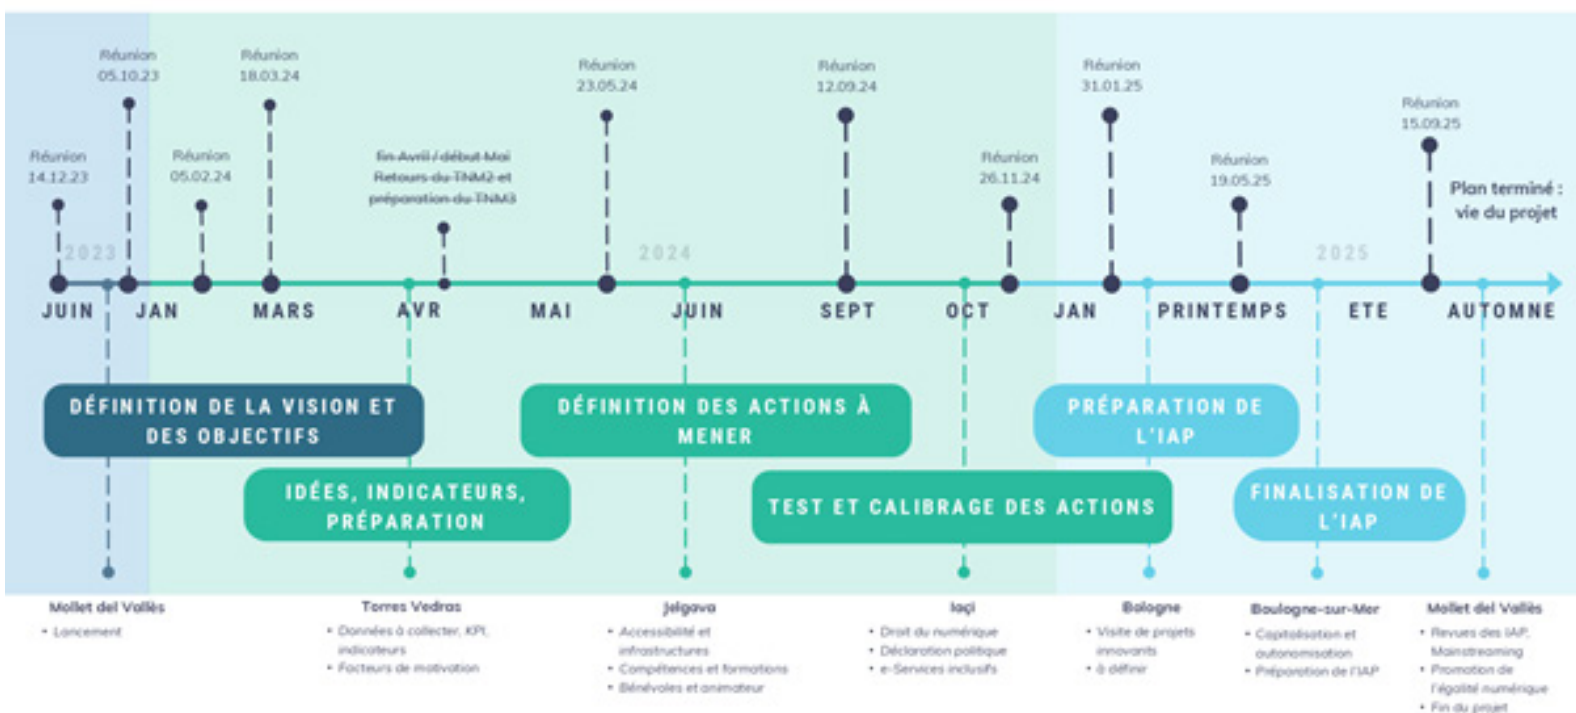 Réunion
05.10.23
Réunion
18.03.24
Réunion
23.05.24
Réunion
12.09.24
Réunion
31.01.25
Réunion
15.09.25
Réunion
14.12.23
Réunion
05.02.24
fin Avril / début Mai
Retours du TNM2 et
préparation du TNM3
Réunion
26.11.24
Réunion
19.05.25
Plan terminé :
vie du projet
2023
2024
2025
JUIN
JAN
MARS
AVR
MAI
JUIN
SEPT
OCT
JAN
PRINTEMPS
ETE
AUTOMNE
DÉFINITION DE LA VISION ET
DES OBJECTIFS
DÉFINITION DES ACTIONS À
MENER
PRÉPARATION DE
L'IAP
IDÉES, INDICATEURS,
PRÉPARATION
TEST ET CALIBRAGE DES ACTIONS
FINALISATION DE
L'IAP
Mollet del Vallès
• Lancement
Torres Vedras
• Données à collecter, KPI,
indicateurs
• Facteurs de motivation
Jelgava
• Accessibilité et
infrastructures
• Compétences et formations
• Bénévoles et animateur
Iaçi
• Droit du numérique
• Déclaration politique
• e-Services inclusifs
Bologne
• Visite de projets
innovants
• à définir
Boulogne-sur-Mer
• Capitalisation et
autonomisation
• Préparation de l'IAP
Mollet del Vallès
• Revues des IAP,
Mainstreaming
• Promotion de
l'égalité numérique
• Fin du projet